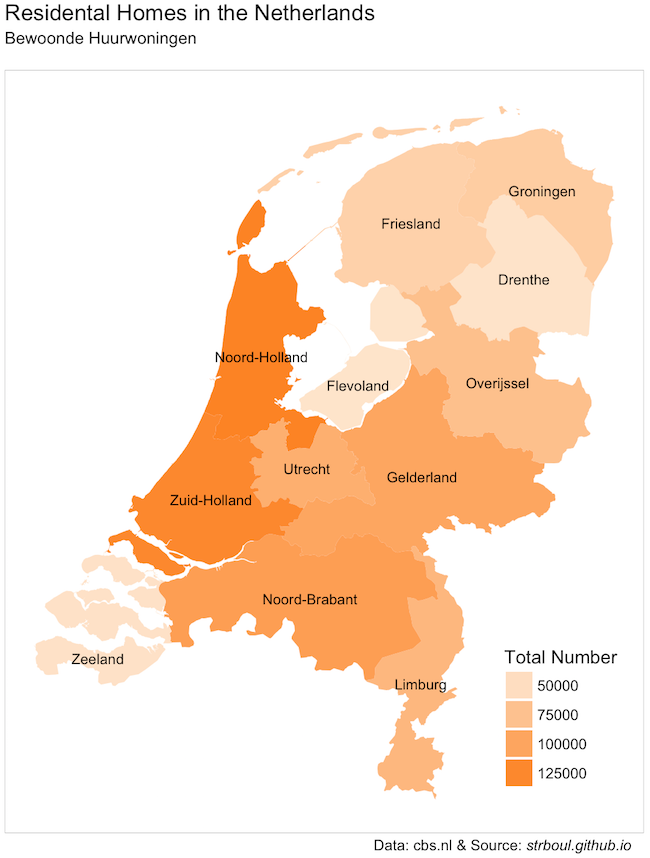 Residental Homes in the Netherlands
Bewoonde Huurwoningen
Groningen
Friesland
Drenthe
Noord-Holland
Flevoland
Overijssel
Utrecht
Gelderland
Zuid-Holland
Noord-Brabant
Zeeland
Limburg
Total Number
50000
75000
100000
125000
Data: cbs.nl & Source: strboul.github.io